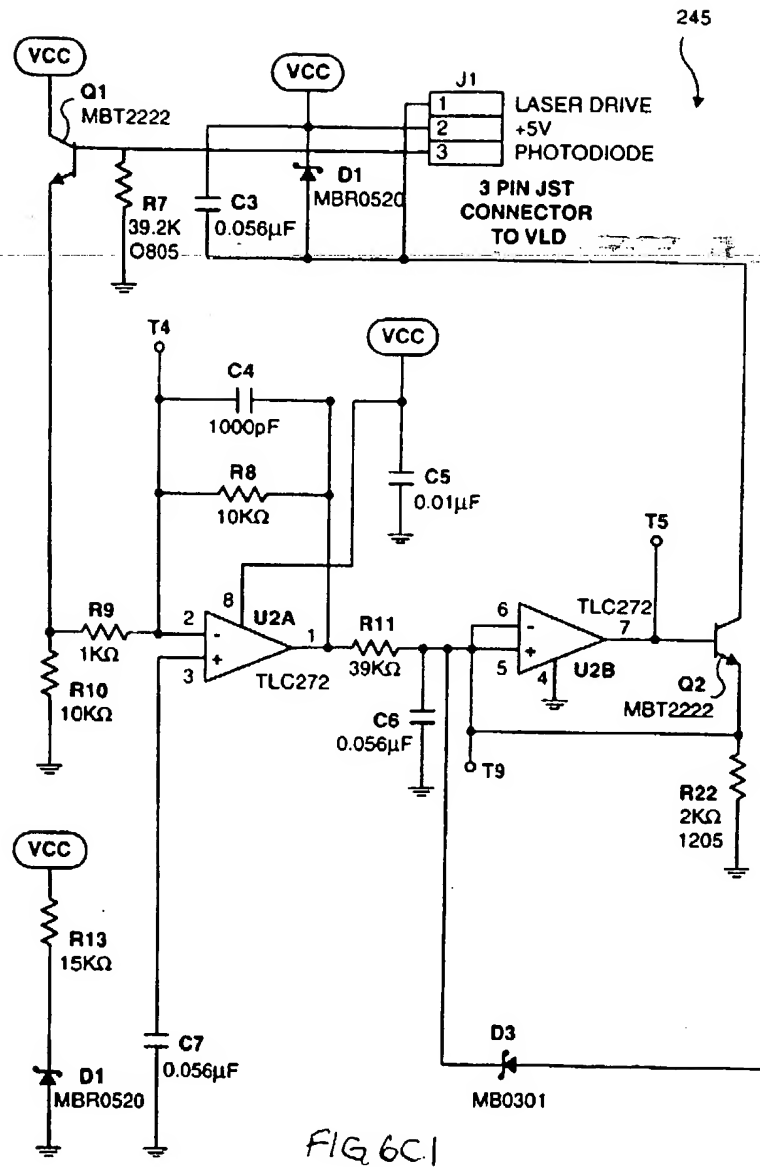 245
VCC
Q1
MBT2222
VCC
J1
1 LASER DRIVE
2 +5V
3 PHOTODIODE
3 PIN JST
CONNECTOR
TO VLD
R7
39.2K
O805
C3
0.056µF
D1
MBR0520
T4
VCC
C4
1000pF
R8
10KΩ
C5
0.01µF
T5
R9
1KΩ
2
8
U2A
-
+
1
3
TLC272
R10
10KΩ
R11
39KΩ
6
TLC272
-
+
7
5
4
U2B
Q2
MBT2222
C6
0.056µF
T9
R22
2KΩ
1205
VCC
R13
15KΩ
C7
0.056µF
D1
MBR0520
D3
MB0301
FIG 6C1